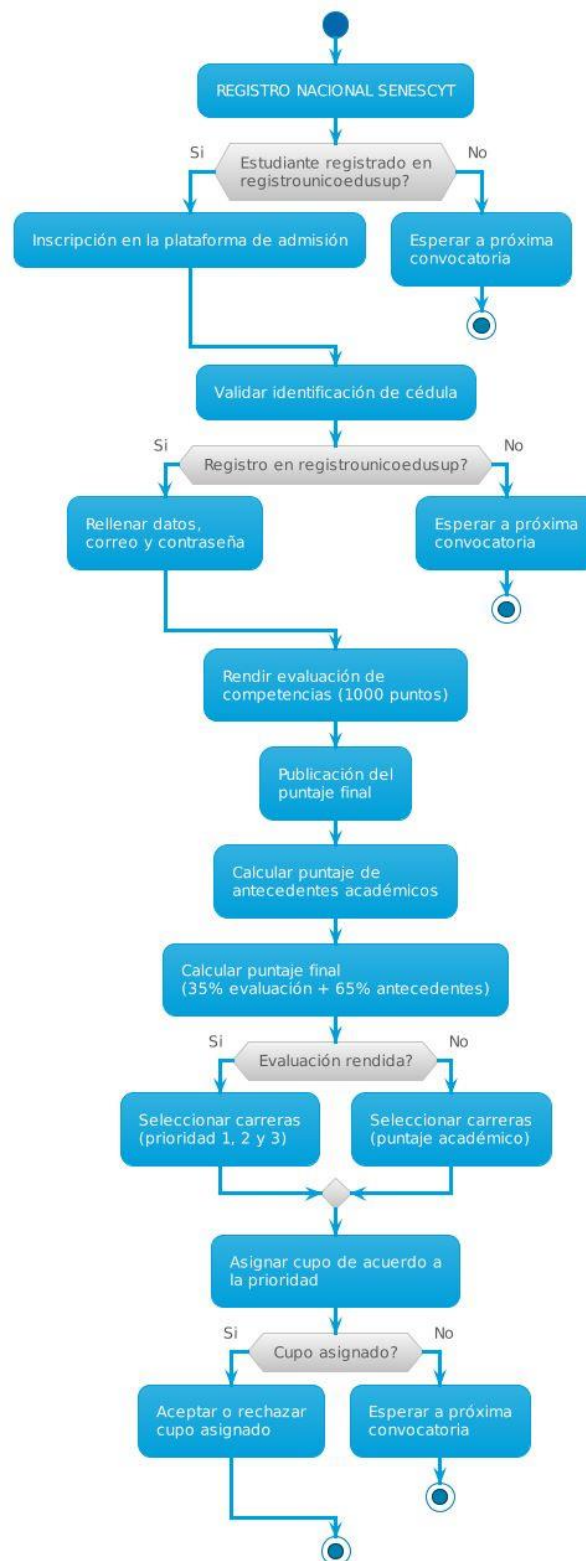 REGISTRO NACIONAL SENESCYT
Si
Estudiante registrado en
registrounicoedusup?
No
Inscripción en la plataforma de admisión
Esperar a próxima
convocatoria
Validar identificación de cédula
Si
Registro en registrounicoedusup?
No
Rellenar datos,
correo y contraseña
Esperar a próxima
convocatoria
Rendir evaluación de
competencias (1000 puntos)
Publicación del
puntaje final
Calcular puntaje de
antecedentes académicos
Calcular puntaje final
(35% evaluación + 65% antecedentes)
Si
Evaluación rendida?
No
Seleccionar carreras
(prioridad 1, 2 y 3)
Seleccionar carreras
(puntaje académico)
Asignar cupo de acuerdo a
la prioridad
Si
Cupo asignado?
No
Aceptar o rechazar
cupo asignado
Esperar a próxima
convocatoria